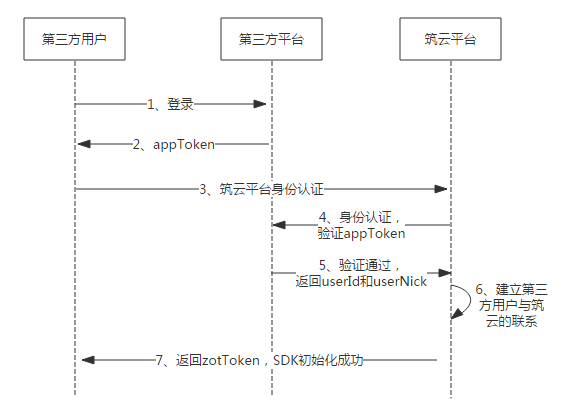 第三方用户
第三方平台
筑云平台
1、登录
2、appToken
3、筑云平台身份认证
4、身份认证，
验证appToken
5、验证通过，
返回userId和userNick
6、建立第三
方用户与筑
云的联系
7、返回zotToken，SDK初始化成功